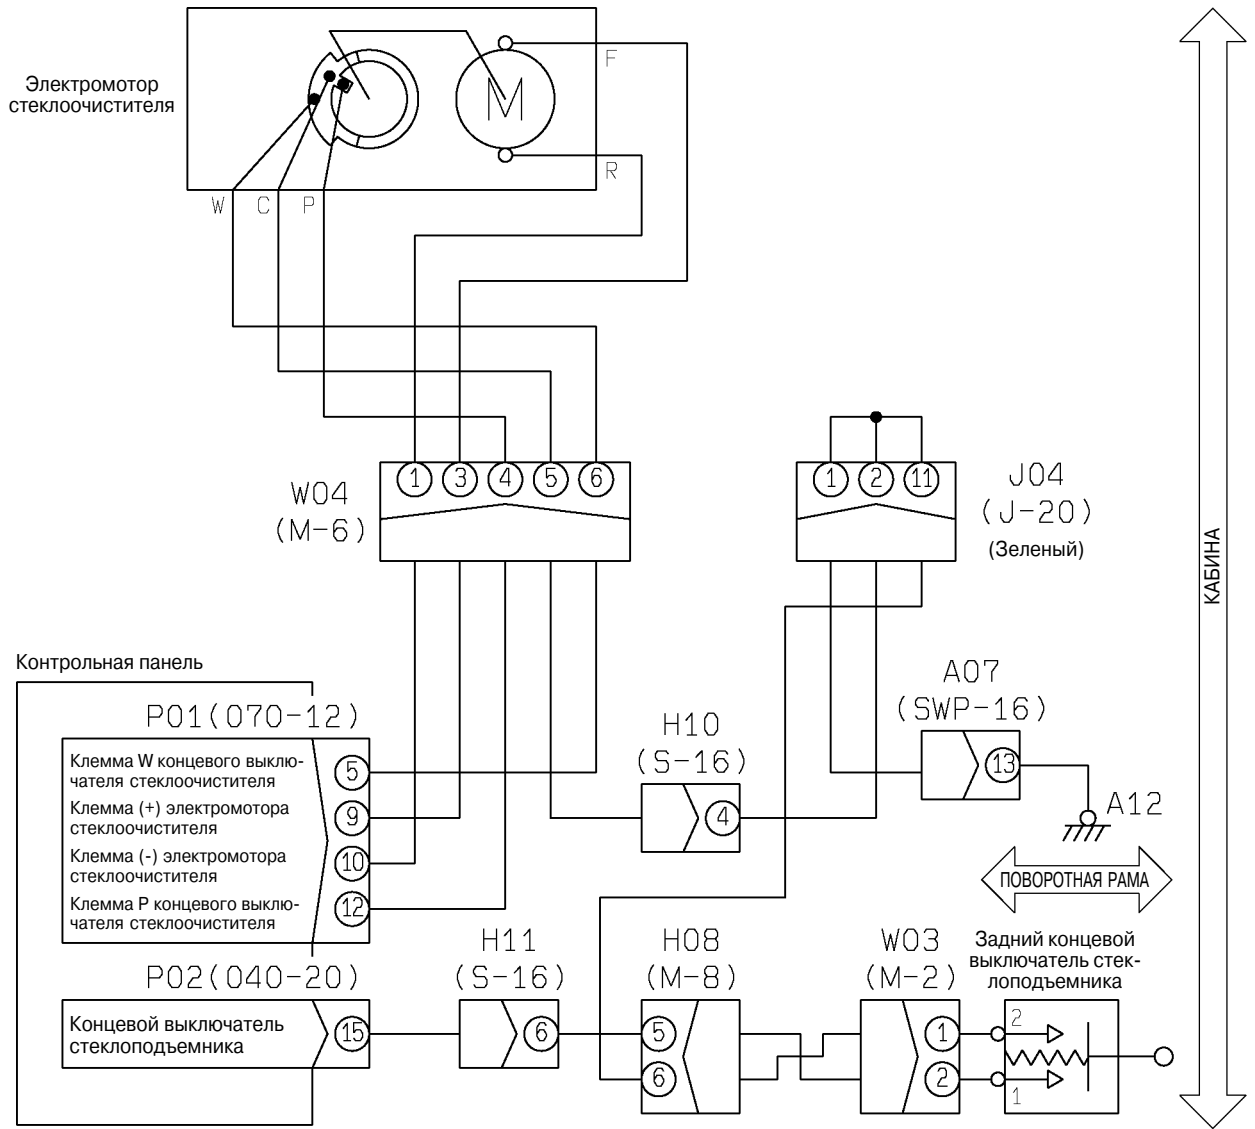 Электромотор
стеклоочистителя
M
F
R
W C P
1 3 4 5 6
W04
(M-6)
1 2 11
J04
(J-20)
(Зеленый)
КАБИНА
Контрольная панель
P01(070-12)
Клемма W концевого выклю-
чателя стеклоочистителя
5
Клемма (+) электромотора
стеклоочистителя
9
Клемма (-) электромотора
стеклоочистителя
10
Клемма P концевого выклю-
чателя стеклоочистителя
12
H10
(S-16)
4
A07
(SWP-16)
13
A12
ПОВОРОТНАЯ РАМА
P02(040-20)
Концевой выключатель
стеклоподъемника
15
H11
(S-16)
6
H08
(M-8)
5
6
W03
(M-2)
1
2
Задний концевой
выключатель стек-
лоподъемника
2
1